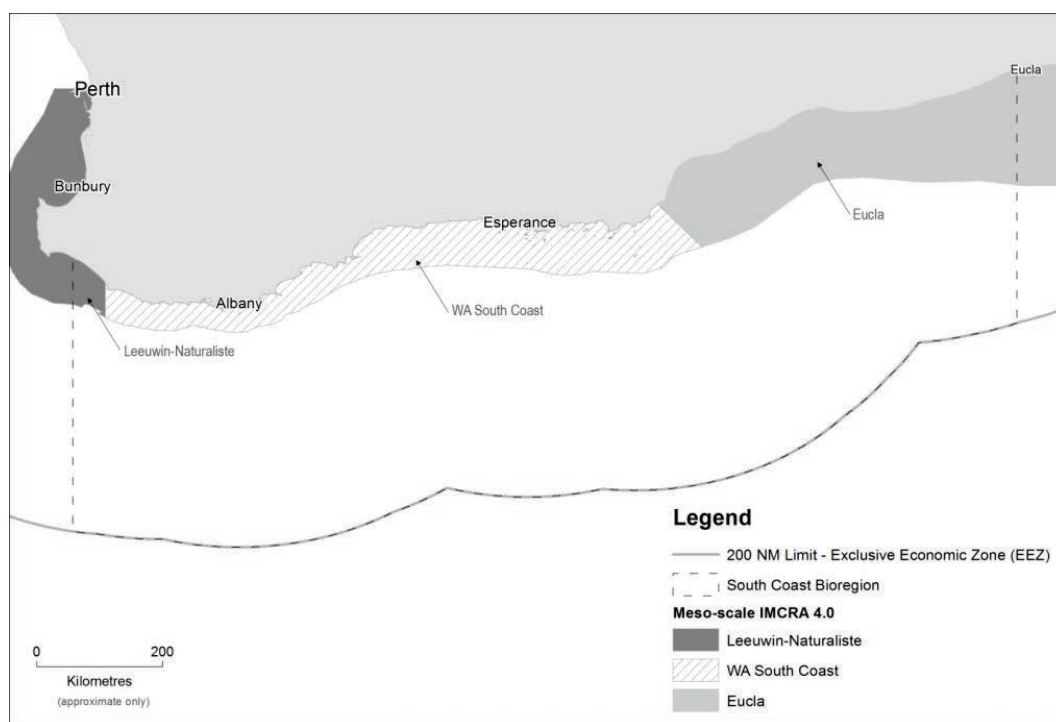 Perth
Eucla
Bunbury
Esperance
Eucla
Albany
WA South Coast
Leeuwin-Naturaliste
Legend
200 NM Limit - Exclusive Economic Zone (EEZ)
South Coast Bioregion
Meso-scale IMCRA 4.0
Leeuwin-Naturaliste
WA South Coast
Eucla
0 200
Kilometres
(approximate only)